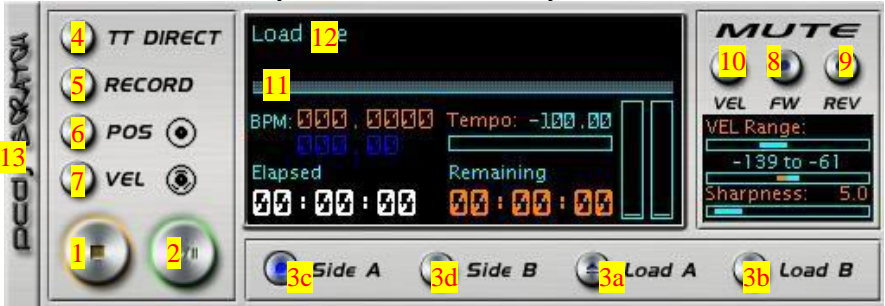 4 TT DIRECT
5 RECORD
6 POS
7 VEL
1
2
13
Load 12 e
11
BPM: 000.0000
000.00
Tempo: -100.00
Elapsed
00:00:00
Remaining
00:00:00
3c Side A
3d Side B
3a Load A
3b Load B
MUTE
10 8 9
VEL FW REV
VEL Range:
-139 to -61
Sharpness: 5.0